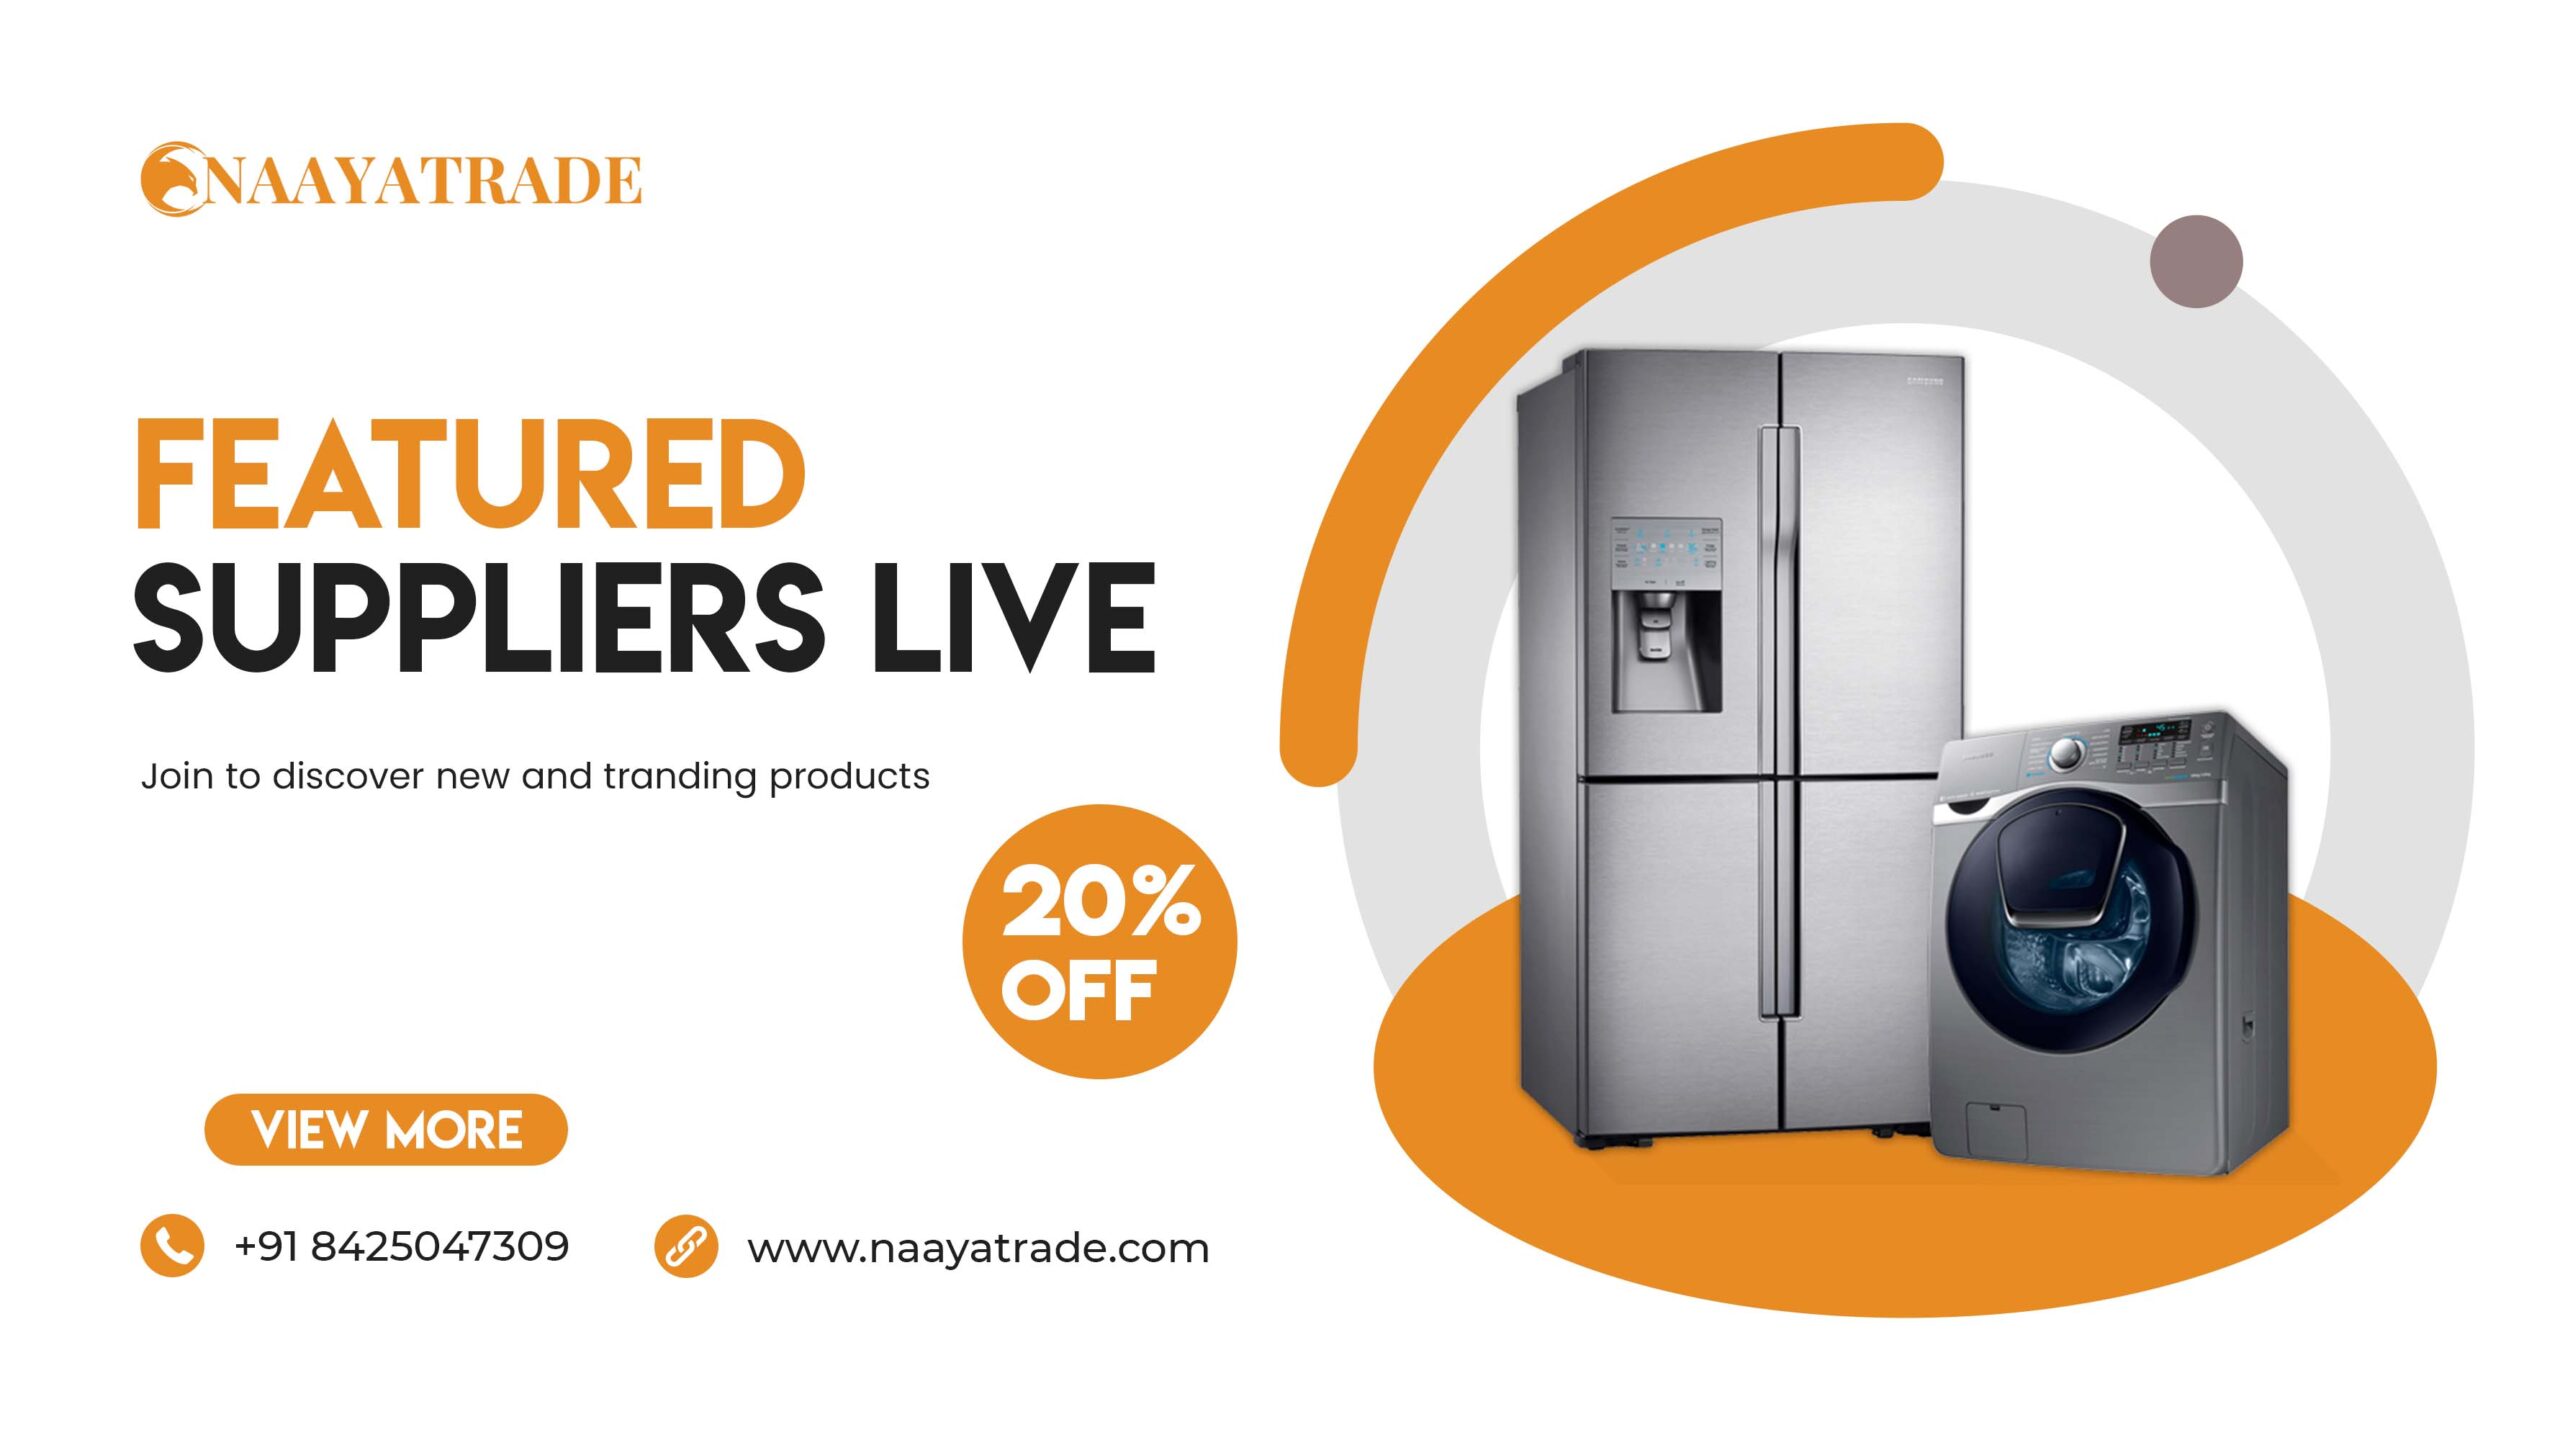 NAAYATRADE
FEATURED
SUPPLIERS LIVE
Join to discover new and tranding products
20%
OFF
VIEW MORE
+91 8425047309
www.naayatrade.com
SAMSUNG